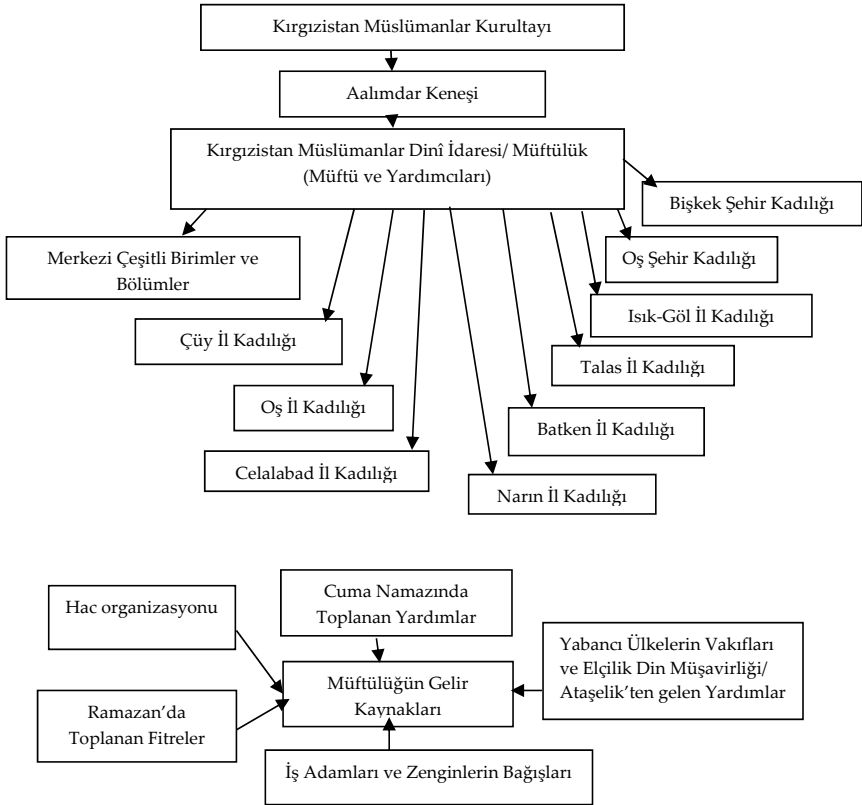 Kırgızistan Müslümanlar Kurultayı
Aalımdar Keneşi
Kırgızistan Müslümanlar Dinî İdaresi/ Müftülük
(Müftü ve Yardımcıları)
Bişkek Şehir Kadılığı
Merkezi Çeşitli Birimler ve
Bölümler
Oş Şehir Kadılığı
Isık-Göl İl Kadılığı
Çüy İl Kadılığı
Talas İl Kadılığı
Oş İl Kadılığı
Batken İl Kadılığı
Celalabad İl Kadılığı
Narın İl Kadılığı
Hac organizasyonu
Cuma Namazında
Toplanan Yardımlar
Yabancı Ülkelerin Vakıfları
ve Elçilik Din Müşavirliği/
Ataşelik’ten gelen Yardımlar
Müftülüğün Gelir
Kaynakları
Ramazan’da
Toplanan Fitreler
İş Adamları ve Zenginlerin Bağışları